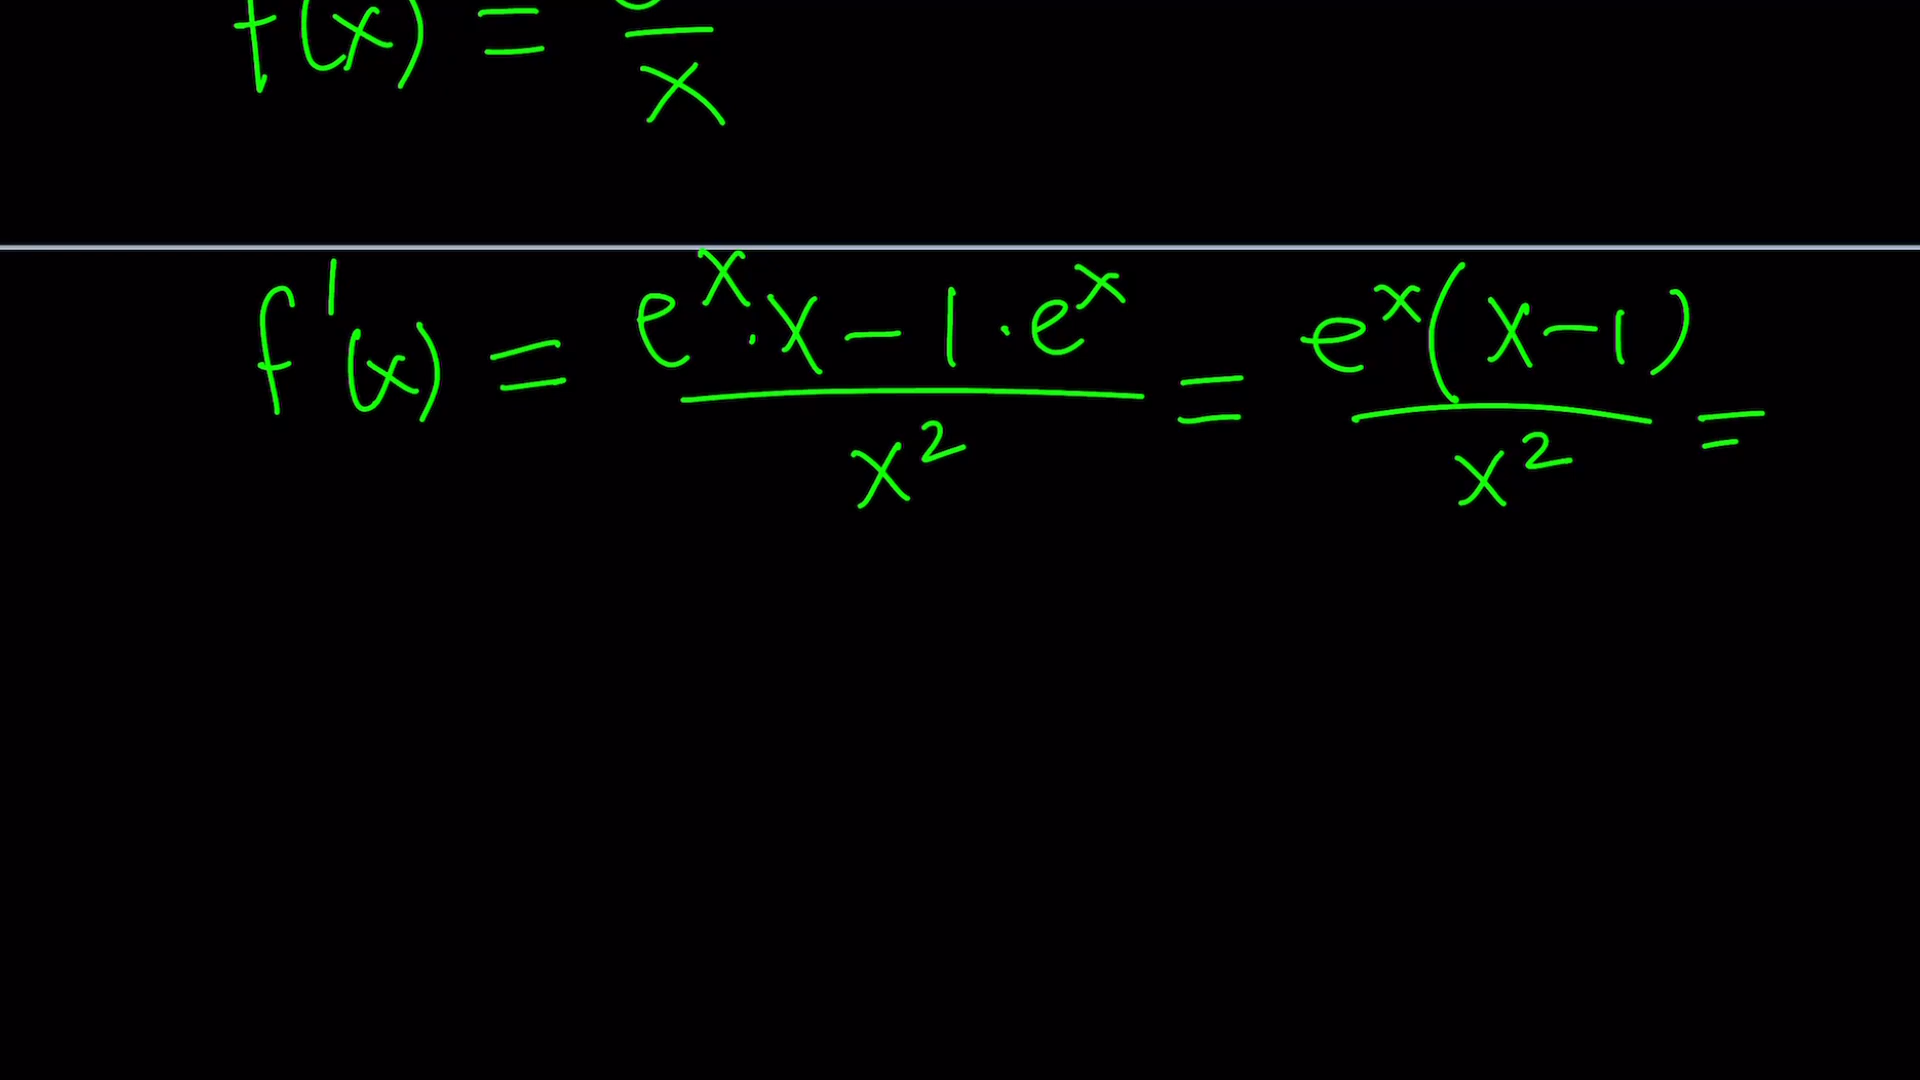 f(x) = /x
f'(x) = (e^x · x − 1 · e^x)/x^2 = e^x(x−1)/x^2 =